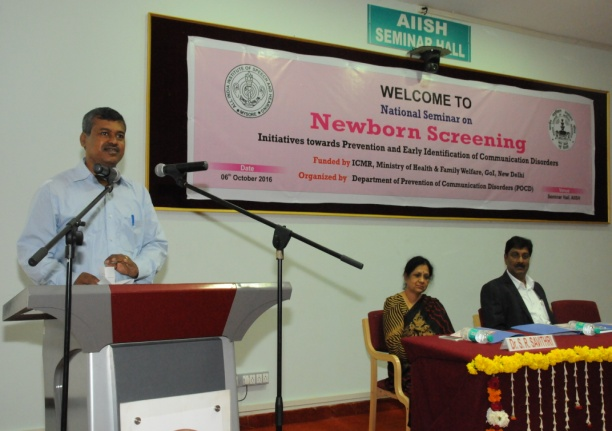 AIISH
SEMINAR HALL
WELCOME TO
National Seminar on
Newborn Screening
Initiatives towards Prevention and Early Identification of Communication Disorders
Funded by ICMR, Ministry of Health & Family Welfare, GoI, New Delhi
Organized by Department of Prevention of Communication Disorders (POCD)
Date
06th October 2016
Seminar Hall, AIISH
Dr. S. R. SAVITHRI